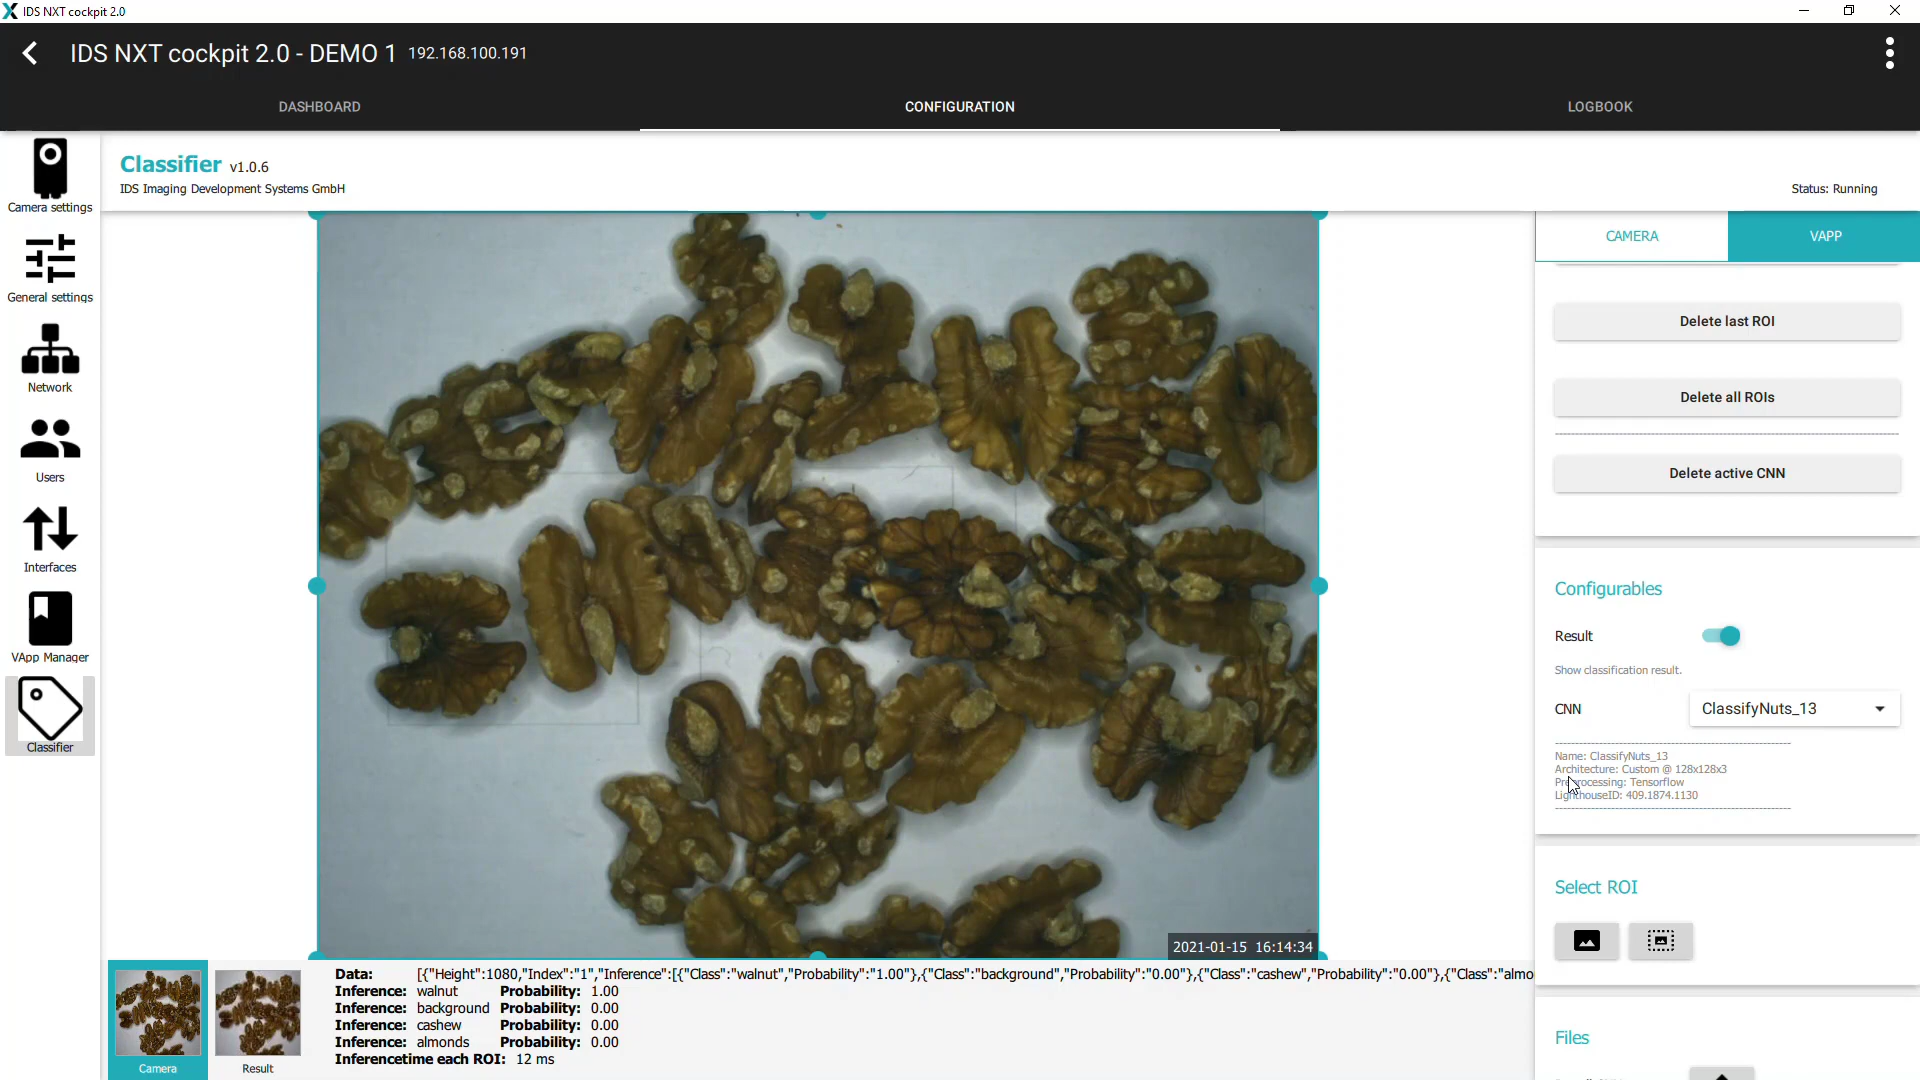 IDS NXT cockpit 2.0
IDS NXT cockpit 2.0 - DEMO 1 192.168.100.191
DASHBOARD
CONFIGURATION
LOGBOOK
Camera settings
General settings
Network
Users
Interfaces
VApp Manager
Classifier
Classifier v1.0.6
IDS Imaging Development Systems GmbH
Status: Running
2021-01-15 16:14:34
CAMERA
VAPP
Delete last ROI
Delete all ROIs
Delete active CNN
Configurables
Result
Show classification result.
CNN
ClassifyNuts_13
Name: ClassifyNuts_13
Architecture: Custom @ 128x128x3
Preprocessing: Tensorflow
LighthouseID: 409.1874.1130
Select ROI
Files
Camera
Result
Data: [{"Height":1080,"Index":"1","Inference":[{"Class":"walnut","Probability":"1.00"},{"Class":"background","Probability":"0.00"},{"Class":"cashew","Probability":"0.00"},{"Class":"almo
Inference: walnut Probability: 1.00
Inference: background Probability: 0.00
Inference: cashew Probability: 0.00
Inference: almonds Probability: 0.00
Inferencetime each ROI: 12 ms